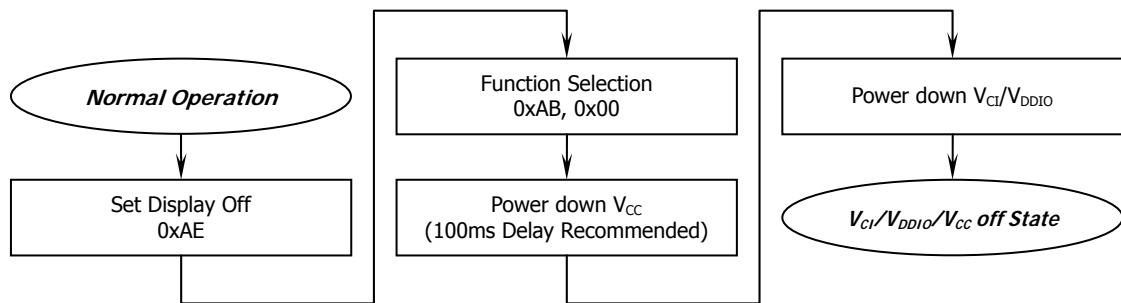 Normal Operation
Set Display Off
0xAE
Function Selection
0xAB, 0x00
Power down VCC
(100ms Delay Recommended)
Power down VCI/VDDIO
VCI/VDDIO/VCC off State